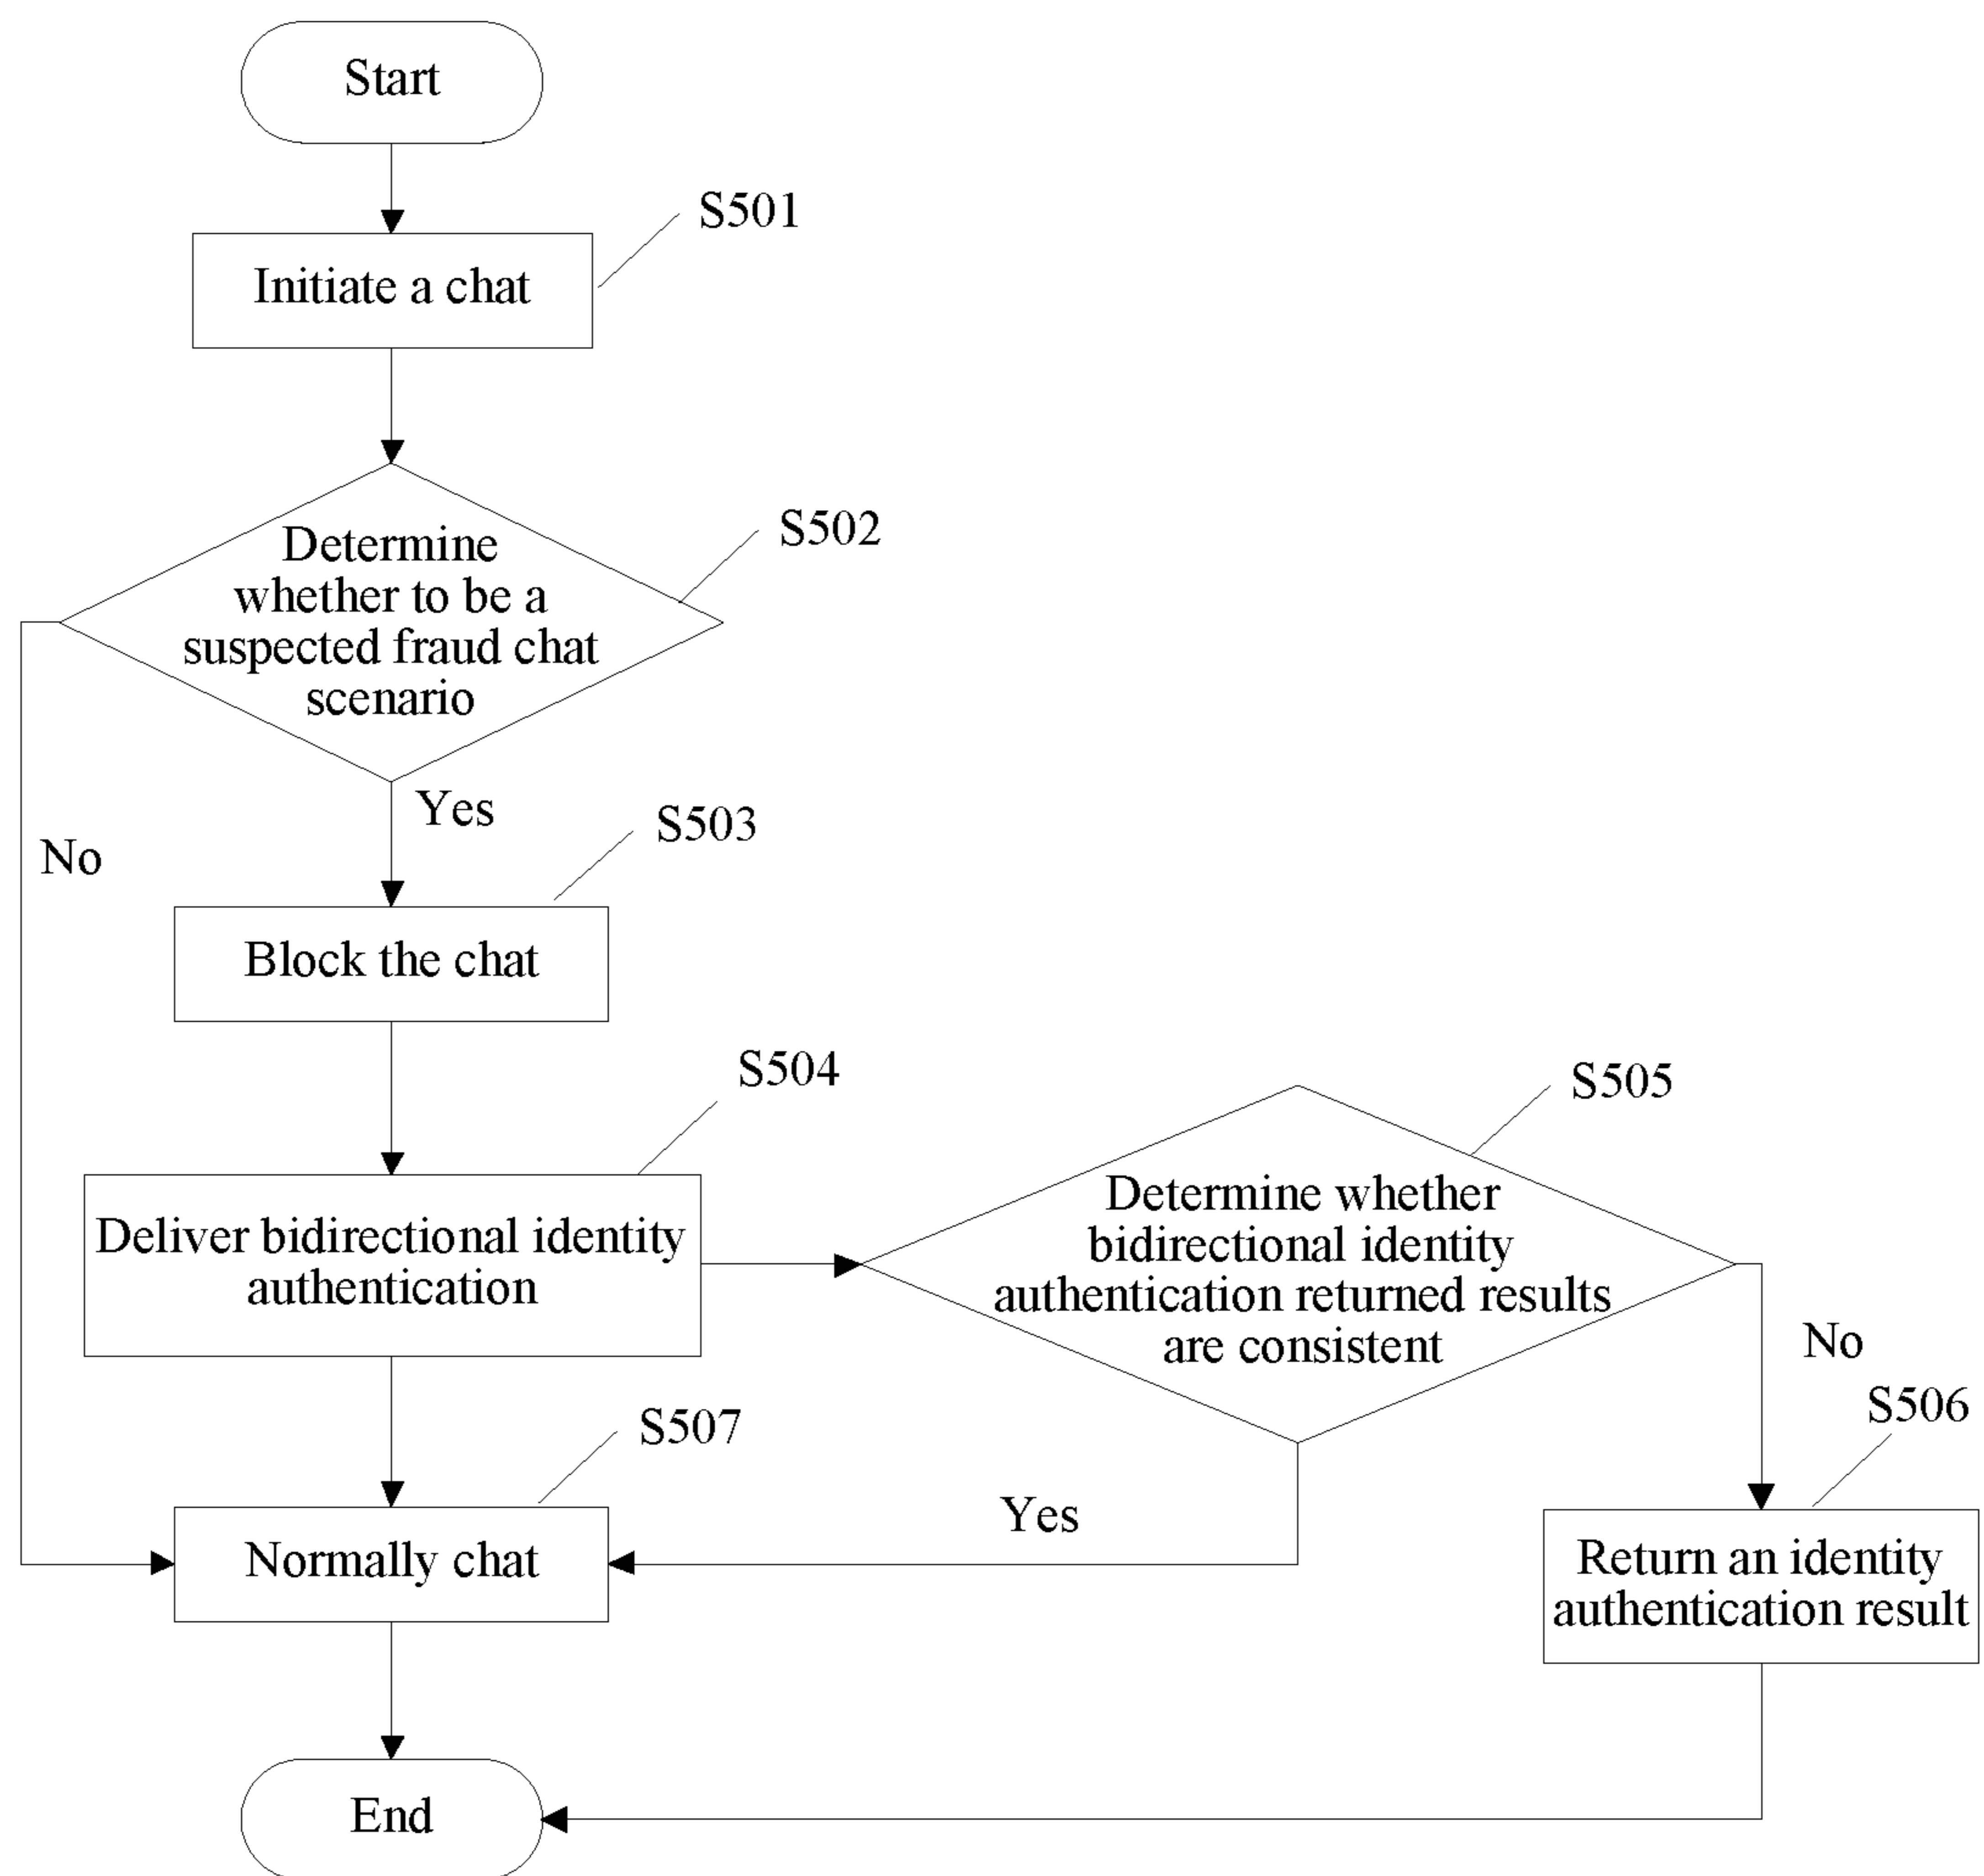 Start
S501
Initiate a chat
S502
Determine
whether to be a
suspected fraud chat
scenario
Yes
No
S503
Block the chat
S504
Deliver bidirectional identity
authentication
S505
Determine whether
bidirectional identity
authentication returned results
are consistent
No
S506
Return an identity
authentication result
Yes
S507
Normally chat
End